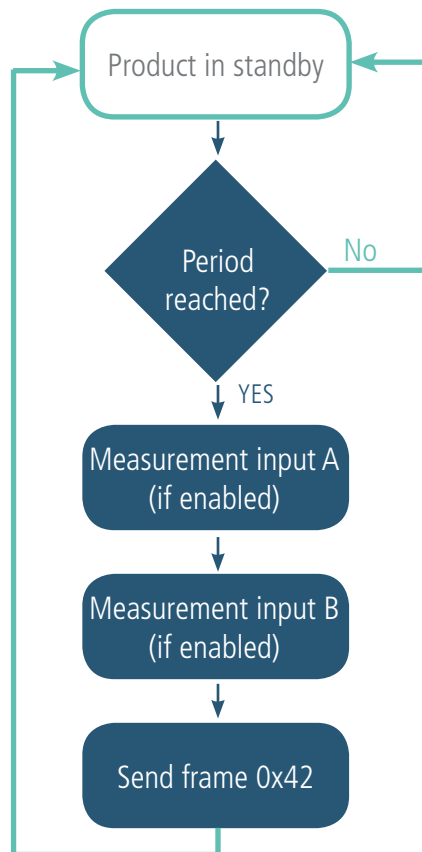 Product in standby
Period
reached?
No
YES
Measurement input A
(if enabled)
Measurement input B
(if enabled)
Send frame 0x42